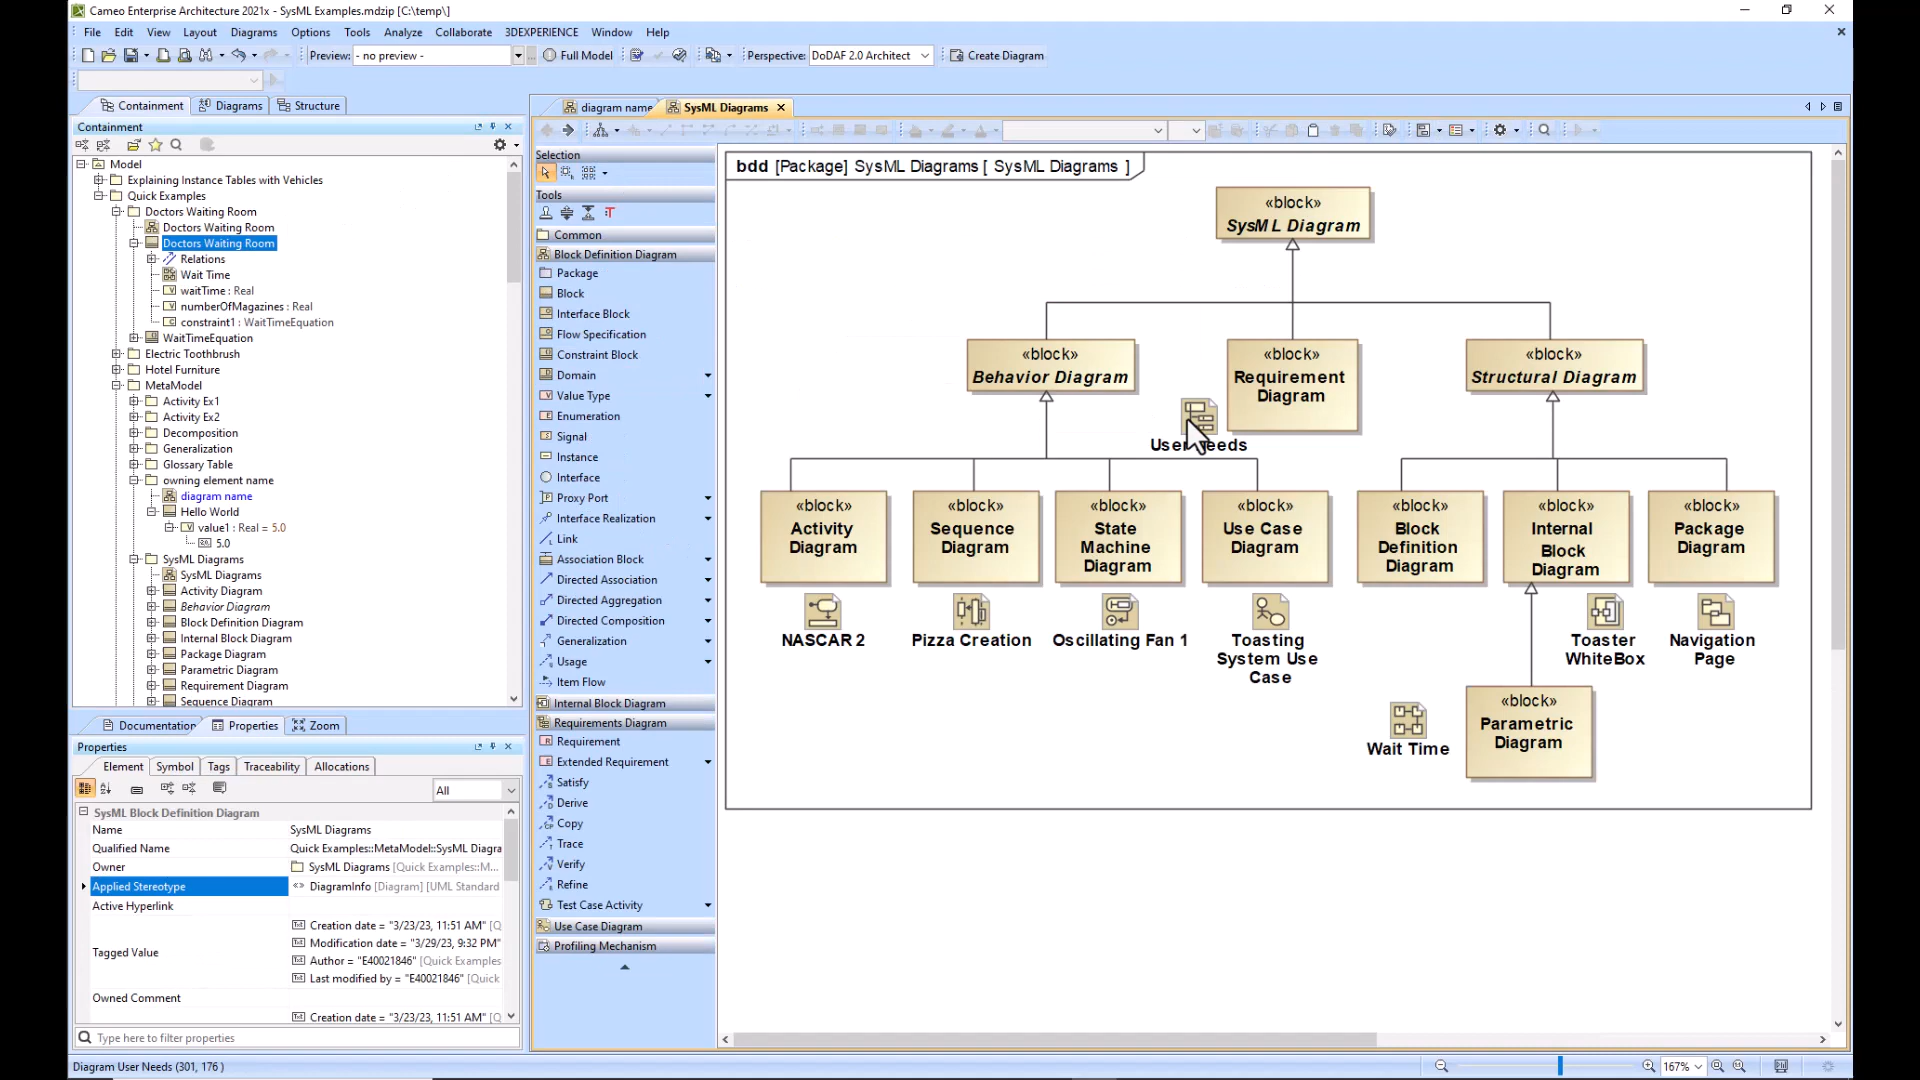 Cameo Enterprise Architecture 2021x - SysML Examples.mdzip [C:\temp\]
File Edit View Layout Diagrams Options Tools Analyze Collaborate 3DEXPERIENCE Window Help
Preview: - no preview - Full Model Perspective: DoDAF 2.0 Architect Create Diagram
Containment Diagrams Structure
Containment
Model
Explaining Instance Tables with Vehicles
Quick Examples
Doctors Waiting Room
Doctors Waiting Room
Doctors Waiting Room
Relations
Wait Time
waitTime : Real
numberOfMagazines : Real
constraint1 : WaitTimeEquation
WaitTimeEquation
Electric Toothbrush
Hotel Furniture
MetaModel
Activity Ex1
Activity Ex2
Decomposition
Generalization
Glossary Table
owning element name
diagram name
Hello World
value1 : Real = 5.0
5.0
SysML Diagrams
SysML Diagrams
Activity Diagram
Behavior Diagram
Block Definition Diagram
Internal Block Diagram
Package Diagram
Parametric Diagram
Requirement Diagram
Sequence Diagram
Documentation Properties Zoom
Properties
Element Symbol Tags Traceability Allocations
All
SysML Block Definition Diagram
Name SysML Diagrams
Qualified Name Quick Examples::MetaModel::SysML Diagra
Owner SysML Diagrams [Quick Examples::M...
Applied Stereotype «» DiagramInfo [Diagram] [UML Standard
Active Hyperlink
Creation date = "3/23/23, 11:51 AM" [Q
Modification date = "3/29/23, 9:32 PM"
Tagged Value
Author = "E40021846" [Quick Examples
Last modified by = "E40021846" [Quick
Owned Comment
Creation date = "3/23/23, 11:51 AM" [Q
Type here to filter properties
Diagram User Needs (301, 176 )
diagram name SysML Diagrams
Selection
Tools
Common
Block Definition Diagram
Package
Block
Interface Block
Flow Specification
Constraint Block
Domain
Value Type
Enumeration
Signal
Instance
Interface
Proxy Port
Interface Realization
Link
Association Block
Directed Association
Directed Aggregation
Directed Composition
Generalization
Usage
Item Flow
Internal Block Diagram
Requirements Diagram
Requirement
Extended Requirement
Satisfy
Derive
Copy
Trace
Verify
Refine
Test Case Activity
Use Case Diagram
Profiling Mechanism
bdd [Package] SysML Diagrams [ SysML Diagrams ]
«block»
SysML Diagram
«block»
Behavior Diagram
«block»
Requirement
Diagram
«block»
Structural Diagram
User Needs
«block»
Activity
Diagram
«block»
Sequence
Diagram
«block»
State
Machine
Diagram
«block»
Use Case
Diagram
«block»
Block
Definition
Diagram
«block»
Internal
Block
Diagram
«block»
Package
Diagram
NASCAR 2
Pizza Creation
Oscillating Fan 1
Toasting
System Use
Case
Toaster
WhiteBox
Navigation
Page
Wait Time
«block»
Parametric
Diagram
167%